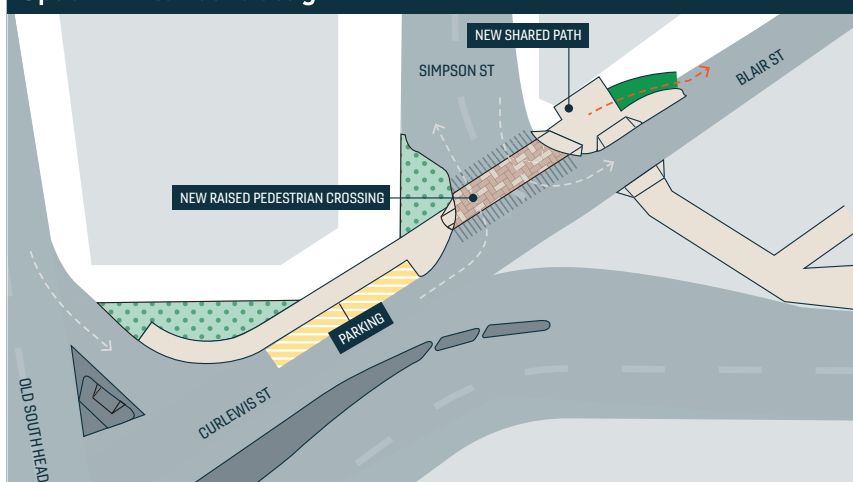 NEW SHARED PATH
SIMPSON ST
BLAIR ST
NEW RAISED PEDESTRIAN CROSSING
PARKING
CURLEWIS ST
OLD SOUTH HEAD